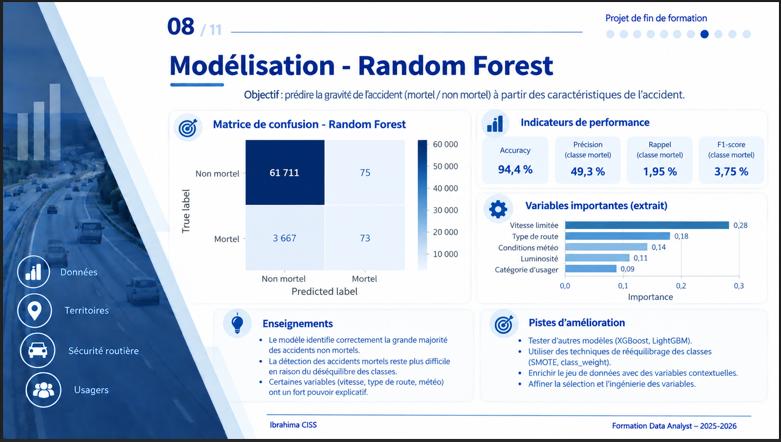 08 / 11
Projet de fin de formation
Modélisation - Random Forest
Objectif : prédire la gravité de l'accident (mortel / non mortel) à partir des caractéristiques de l'accident.
Matrice de confusion - Random Forest
True label
Non mortel
Mortel
61 711
75
3 667
73
Non mortel
Mortel
Predicted label
60 000
50 000
40 000
30 000
20 000
10 000
Indicateurs de performance
Accuracy
94,4 %
Précision
(classe mortel)
49,3 %
Rappel
(classe mortel)
1,95 %
F1-score
(classe mortel)
3,75 %
Variables importantes (extrait)
Vitesse limitée
0,28
Type de route
0,18
Conditions météo
0,14
Luminosité
0,11
Catégorie d'usager
0,09
0,0
0,1
0,2
0,3
Importance
Données
Territoires
Sécurité routière
Usagers
Enseignements
• Le modèle identifie correctement la grande majorité
des accidents non mortels.
• La détection des accidents mortels reste plus difficile
en raison du déséquilibre des classes.
• Certaines variables (vitesse, type de route, météo)
ont un fort pouvoir explicatif.
Pistes d'amélioration
• Tester d'autres modèles (XGBoost, LightGBM).
• Utiliser des techniques de rééquilibrage des classes
(SMOTE, class_weight).
• Enrichir le jeu de données avec des variables contextuelles.
• Affiner la sélection et l'ingénierie des variables.
Ibrahima CISS
Formation Data Analyst – 2025-2026